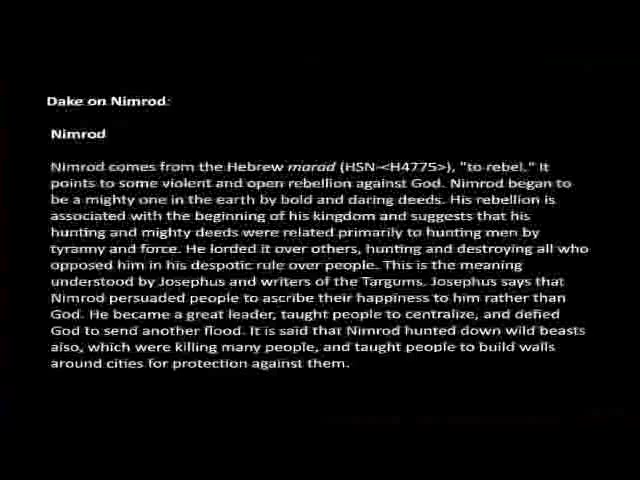 Dake on Nimrod:
Nimrod
Nimrod comes from the Hebrew marad (HSN-<H4775>), "to rebel." It
points to some violent and open rebellion against God. Nimrod began to
be a mighty one in the earth by bold and daring deeds. His rebellion is
associated with the beginning of his kingdom and suggests that his
hunting and mighty deeds were related primarily to hunting men by
tyranny and force. He lorded it over others, hunting and destroying all who
opposed him in his despotic rule over people. This is the meaning
understood by Josephus and writers of the Targums. Josephus says that
Nimrod persuaded people to ascribe their happiness to him rather than
God. He became a great leader, taught people to centralize, and defied
God to send another flood. It is said that Nimrod hunted down wild beasts
also, which were killing many people, and taught people to build walls
around cities for protection against them.